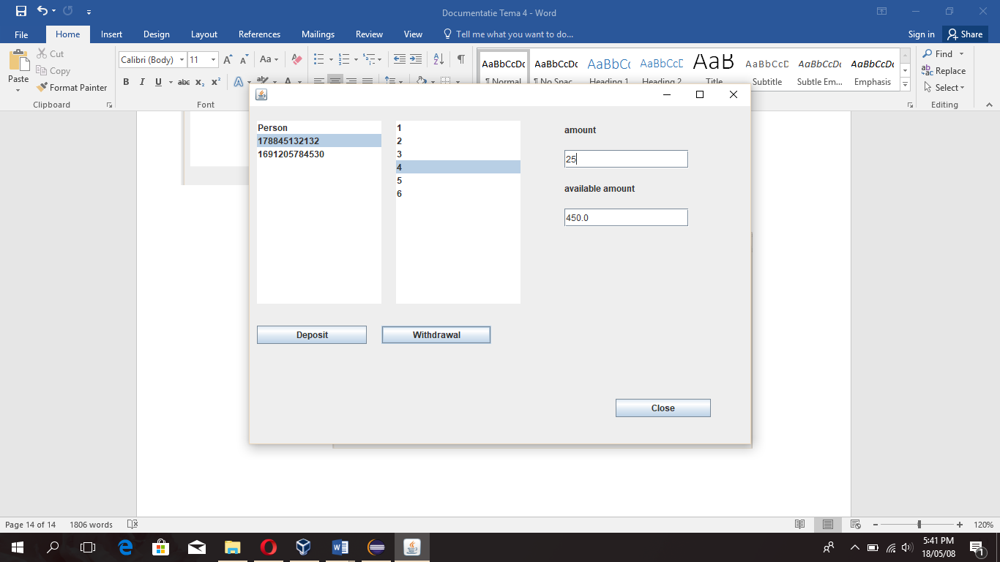 Documentatie Tema 4 - Word
File Home Insert Design Layout References Mailings Review View Tell me what you want to do... Sign in Share
Paste
Cut
Copy
Format Painter
Clipboard
Calibri (Body) 11
B I U abc x₂ x²
Font
AaBbCcDc AaBbCcDc AaBbCc AaBbCcD AaB AaBbCcD AaBbCcDc AaBbCcDc
¶ Normal ¶ No Spac... Heading 1 Heading 2 Title Subtitle Subtle Em... Emphasis
Find
Replace
Select
Editing
Person
178845132132
1691205784530
1
2
3
4
5
6
amount
25
available amount
450.0
Deposit Withdrawal
Close
Page 14 of 14 1806 words 120%
5:41 PM
18/05/08
1